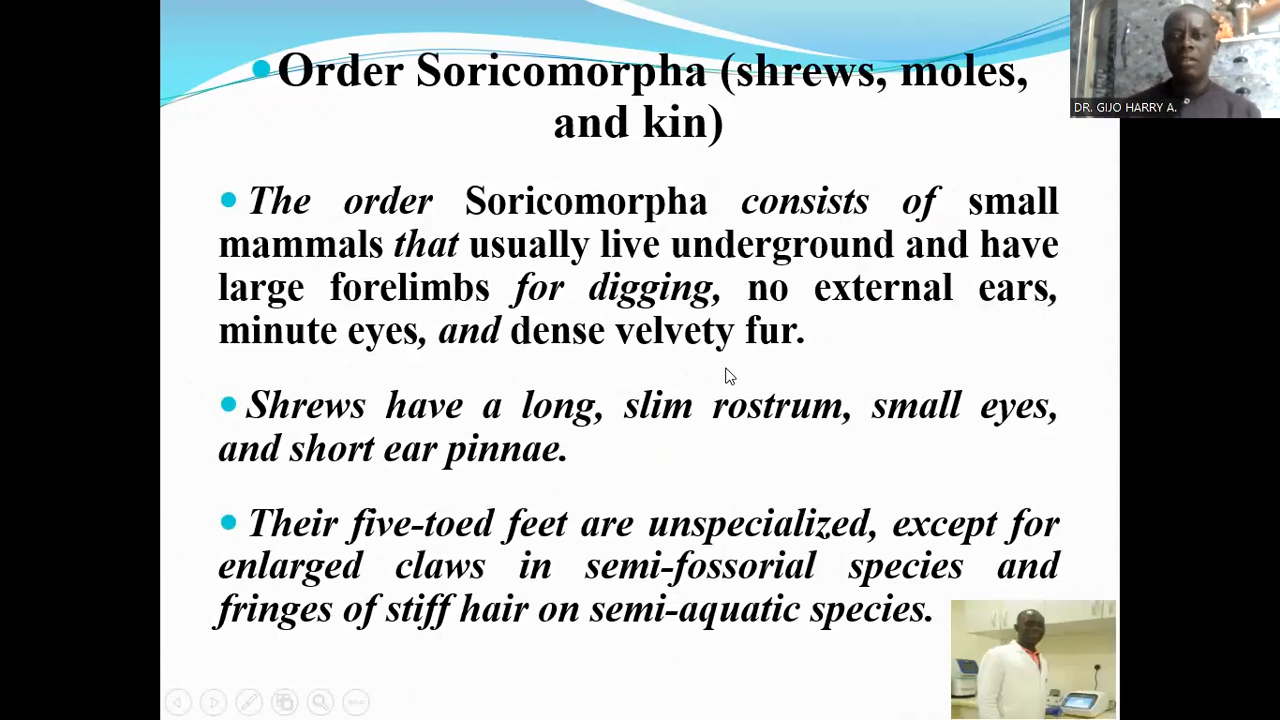 Order Soricomorpha (shrews, moles,
and kin)
DR. GIJO HARRY A.
The order Soricomorpha consists of small
mammals that usually live underground and have
large forelimbs for digging, no external ears,
minute eyes, and dense velvety fur.
Shrews have a long, slim rostrum, small eyes,
and short ear pinnae.
Their five-toed feet are unspecialized, except for
enlarged claws in semi-fossorial species and
fringes of stiff hair on semi-aquatic species.